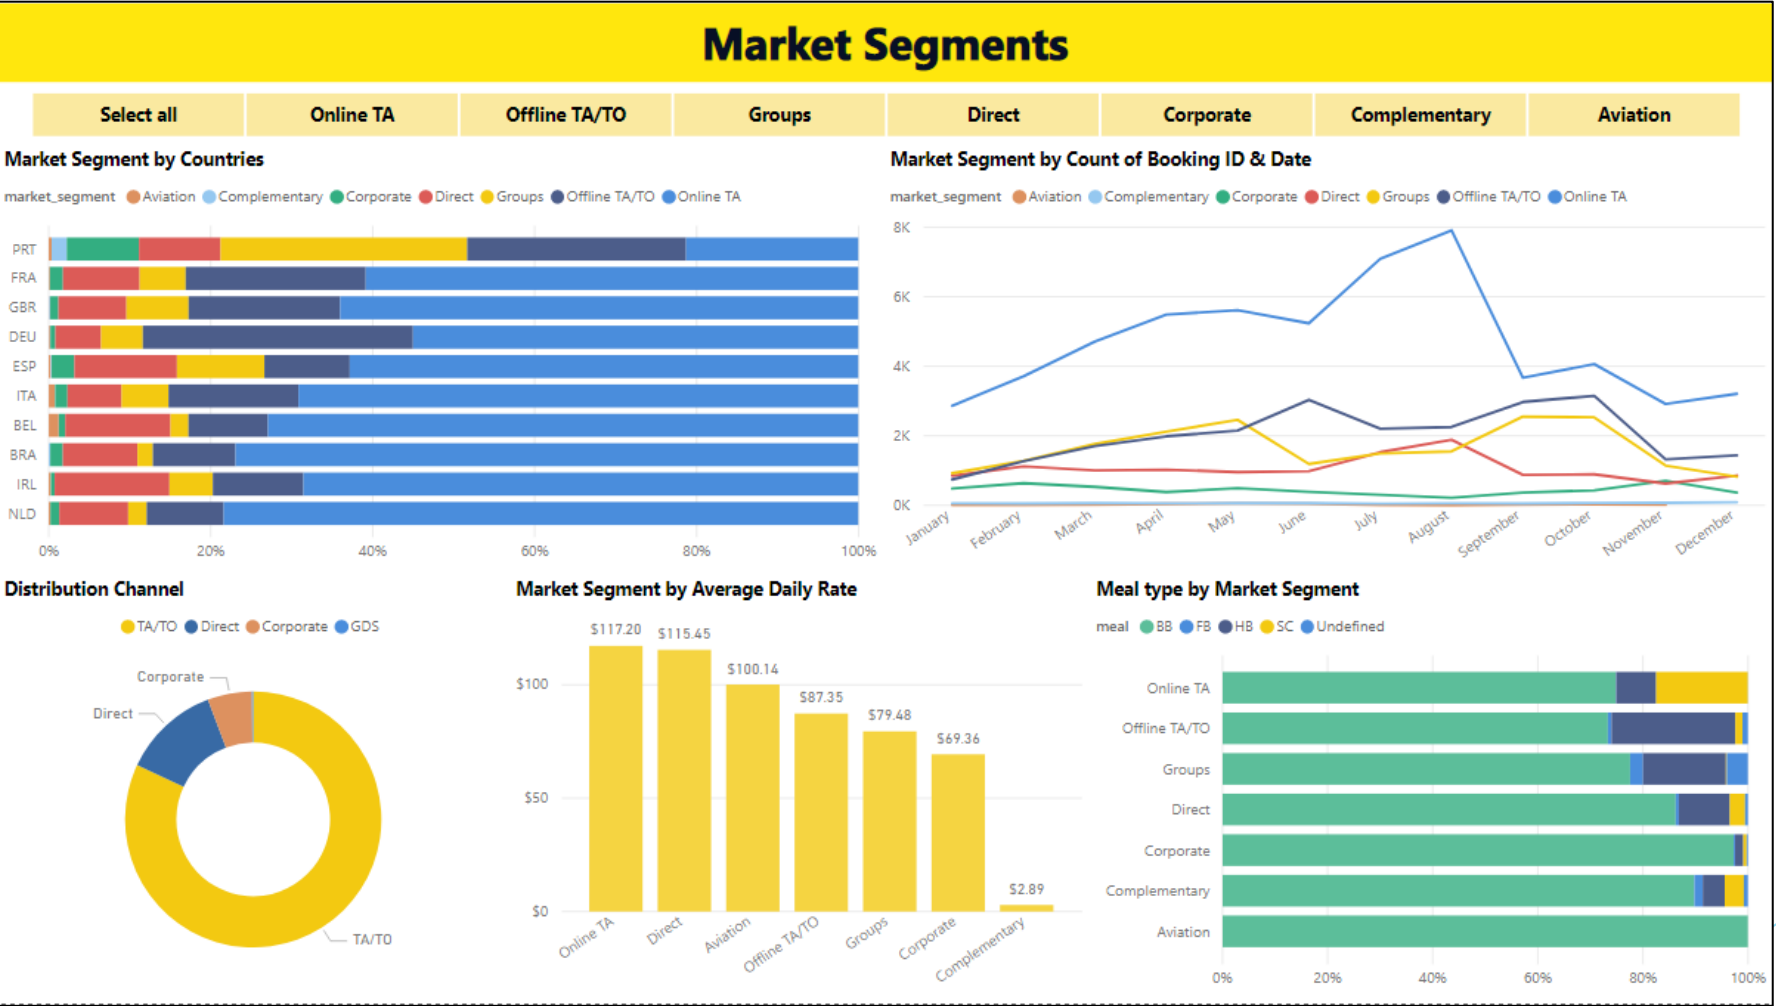 Market Segments
Select all Online TA Offline TA/TO Groups Direct Corporate Complementary Aviation
Market Segment by Countries
market_segment Aviation Complementary Corporate Direct Groups Offline TA/TO Online TA
PRT
FRA
GBR
DEU
ESP
ITA
BEL
BRA
IRL
NLD
0% 20% 40% 60% 80% 100%
Market Segment by Count of Booking ID & Date
market_segment Aviation Complementary Corporate Direct Groups Offline TA/TO Online TA
8K
6K
4K
2K
0K
January February March April May June July August September October November December
Distribution Channel
TA/TO Direct Corporate GDS
Corporate
Direct
TA/TO
Market Segment by Average Daily Rate
$117.20 $115.45 $100.14 $87.35 $79.48 $69.36 $2.89
$100
$50
$0
Online TA Direct Aviation Offline TA/TO Groups Corporate Complementary
Meal type by Market Segment
meal BB FB HB SC Undefined
Online TA
Offline TA/TO
Groups
Direct
Corporate
Complementary
Aviation
0% 20% 40% 60% 80% 100%